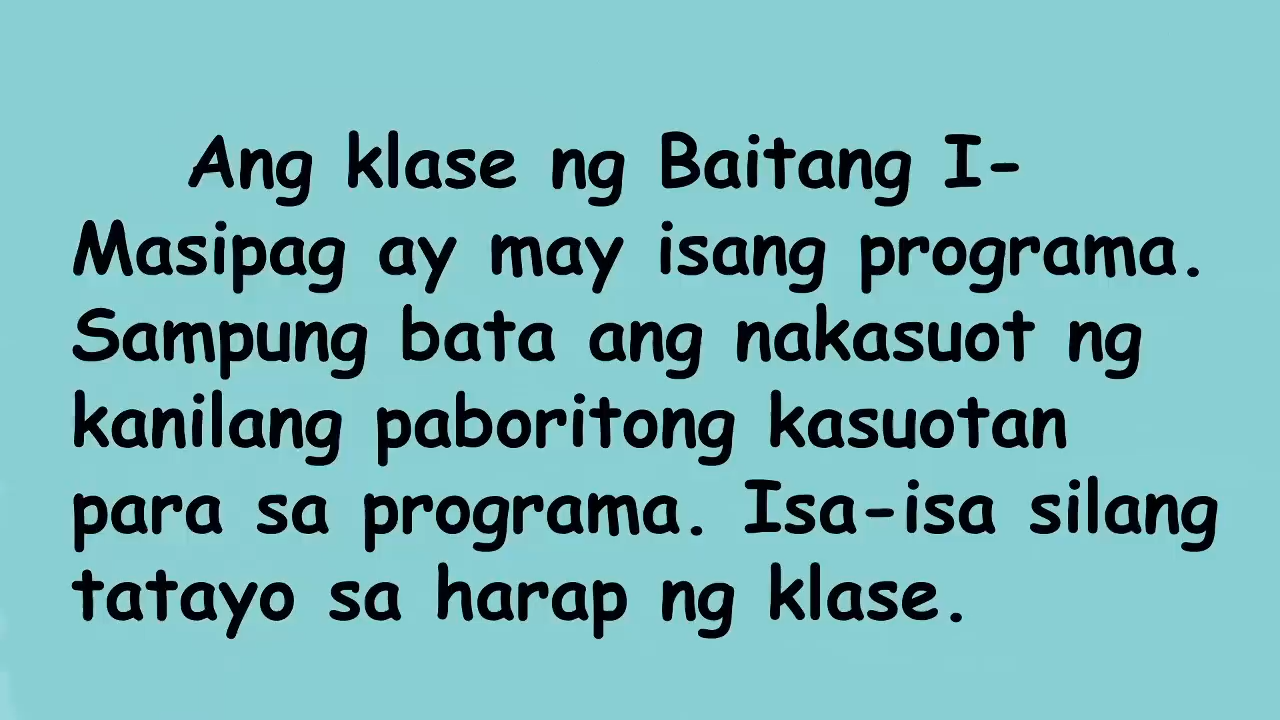 Ang klase ng Baitang I-
Masipag ay may isang programa.
Sampung bata ang nakasuot ng
kanilang paboritong kasuotan
para sa programa. Isa-isa silang
tatayo sa harap ng klase.